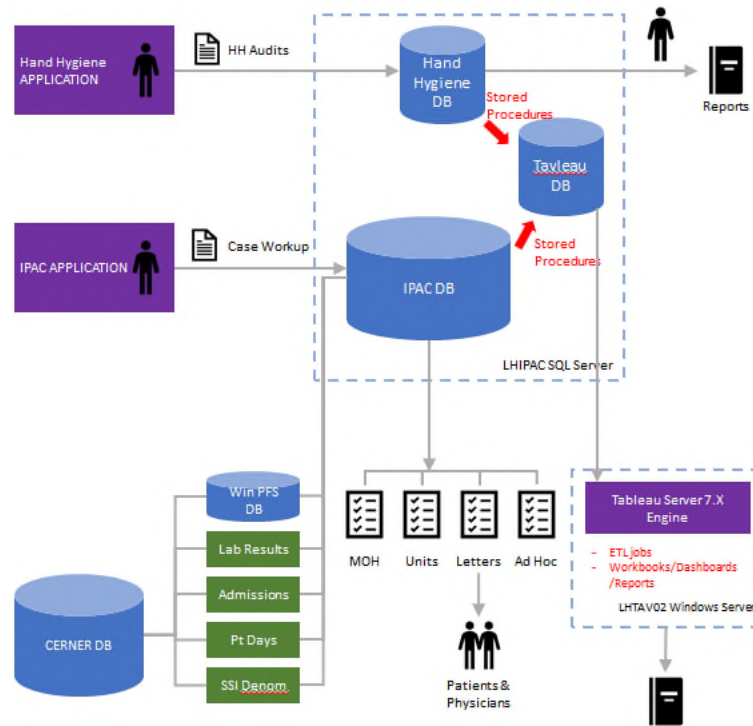 Hand Hygiene
APPLICATION
HH Audits
Hand
Hygiene
DB
Stored
Procedures
Reports
Tavleau
DB
IPAC APPLICATION
Case Workup
IPAC DB
Stored
Procedures
LHIPAC SQL Server
Win PFS
DB
Lab Results
Admissions
Pt Days
SSI Denom
CERNER DB
MOH
Units
Letters
Ad Hoc
Patients &
Physicians
Tableau Server 7.X
Engine
- ETL jobs
- Workbooks/Dashboards
/Reports
LHTAV02 Windows Server